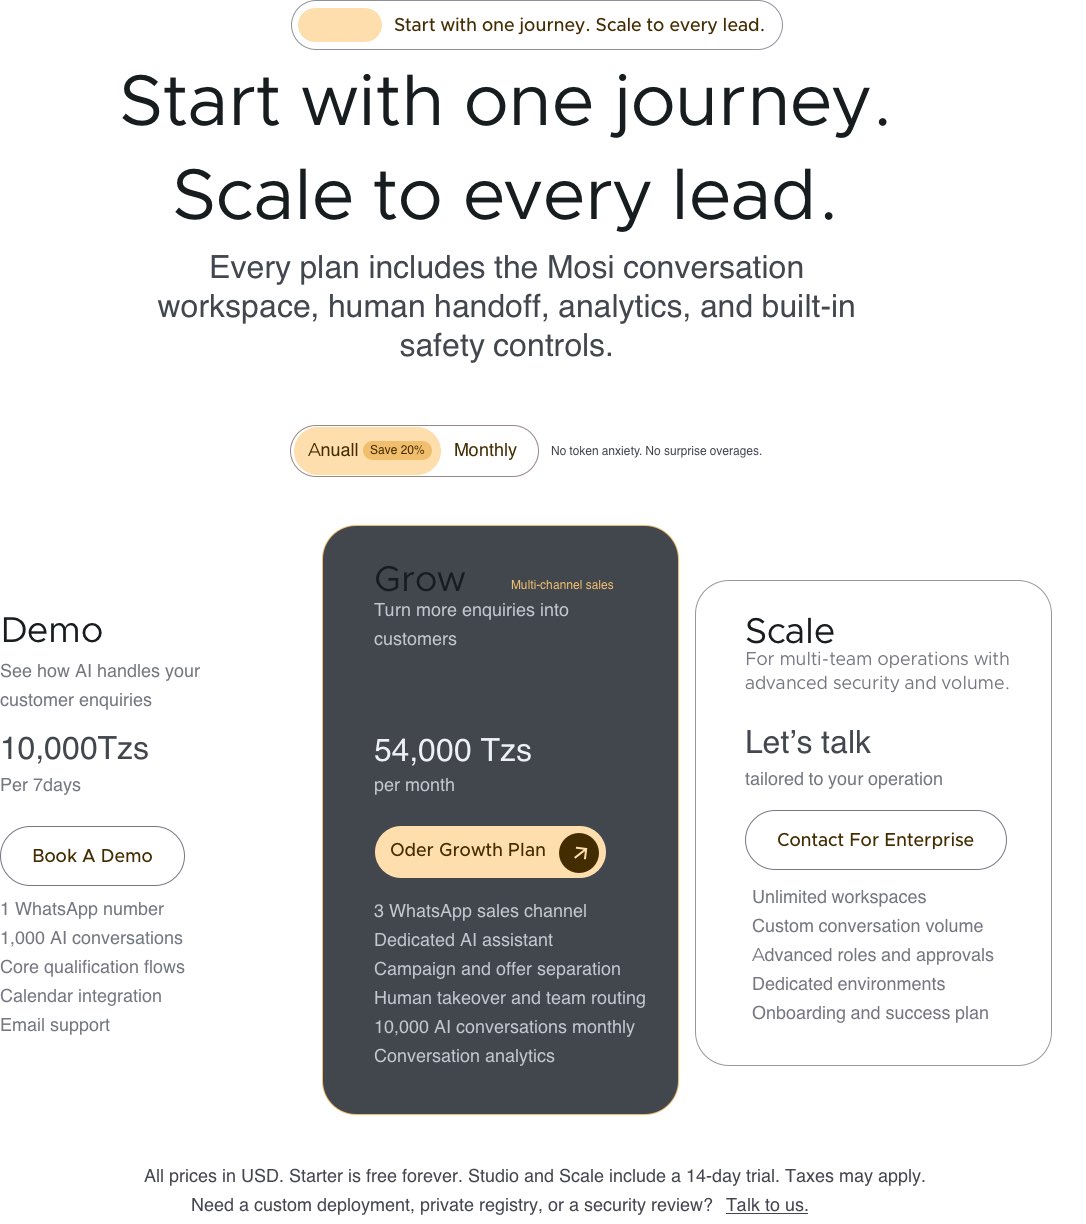 Start with one journey. Scale to every lead.
Start with one journey.
Scale to every lead.
Every plan includes the Mosi conversation
workspace, human handoff, analytics, and built-in
safety controls.
Anuall Save 20% Monthly No token anxiety. No surprise overages.
Demo
See how AI handles your
customer enquiries
10,000Tzs
Per 7days
Book A Demo
1 WhatsApp number
1,000 AI conversations
Core qualification flows
Calendar integration
Email support
Grow Multi-channel sales
Turn more enquiries into
customers
54,000 Tzs
per month
Oder Growth Plan
3 WhatsApp sales channel
Dedicated AI assistant
Campaign and offer separation
Human takeover and team routing
10,000 AI conversations monthly
Conversation analytics
Scale
For multi-team operations with
advanced security and volume.
Let’s talk
tailored to your operation
Contact For Enterprise
Unlimited workspaces
Custom conversation volume
Advanced roles and approvals
Dedicated environments
Onboarding and success plan
All prices in USD. Starter is free forever. Studio and Scale include a 14-day trial. Taxes may apply.
Need a custom deployment, private registry, or a security review? Talk to us.